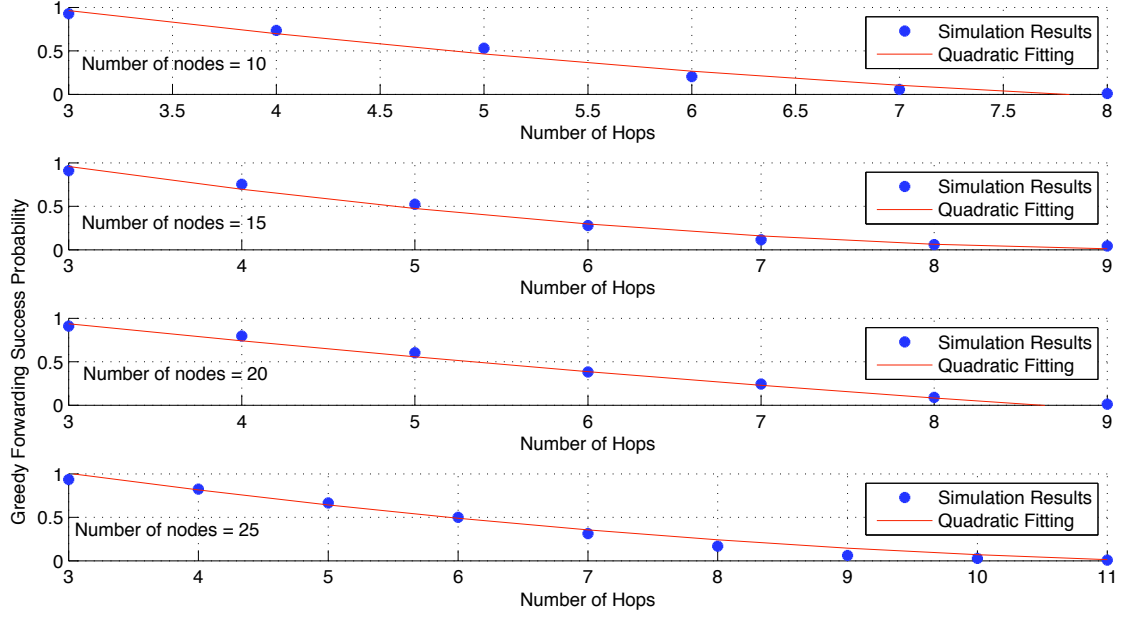 Greedy Forwarding Success Probability
1
0.5
0
Number of nodes = 10
Simulation Results
Quadratic Fitting
3 3.5 4 4.5 5 5.5 6 6.5 7 7.5 8
Number of Hops
1
0.5
0
Number of nodes = 15
Simulation Results
Quadratic Fitting
3 4 5 6 7 8 9
Number of Hops
1
0.5
0
Number of nodes = 20
Simulation Results
Quadratic Fitting
3 4 5 6 7 8 9
Number of Hops
1
0.5
0
Number of nodes = 25
Simulation Results
Quadratic Fitting
3 4 5 6 7 8 9 10 11
Number of Hops